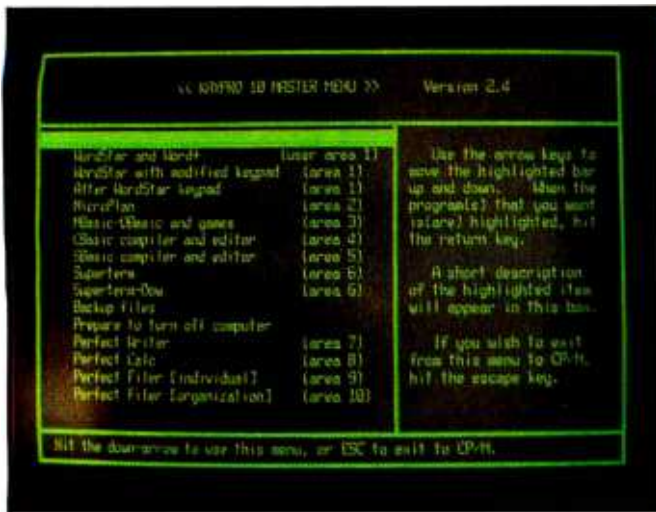 << KAYPRO 10 MASTER MENU >> Version 2.4
WordStar and Word+ (user area 1)
WordStar with modified keypad (area 1)
Alter WordStar keypad (area 1)
MicroPlan (area 2)
MBasic-OBasic and games (area 3)
CBasic compiler and editor (area 4)
SBasic compiler and editor (area 5)
Superterm (area 6)
Superterm-Dow (area 6)
Backup files
Prepare to turn off computer
Perfect Writer (area 7)
Perfect Calc (area 8)
Perfect Filer [individual] (area 9)
Perfect Filer [organization] (area 10)
Use the arrow keys to
move the highlighted bar
up and down. When the
program(s) that you want
is(are) highlighted, hit
the return key.
A short description
of the highlighted item
will appear in this box.
If you wish to exit
from this menu to CP/M,
hit the escape key.
Hit the down-arrow to use this menu, or ESC to exit to CP/M.